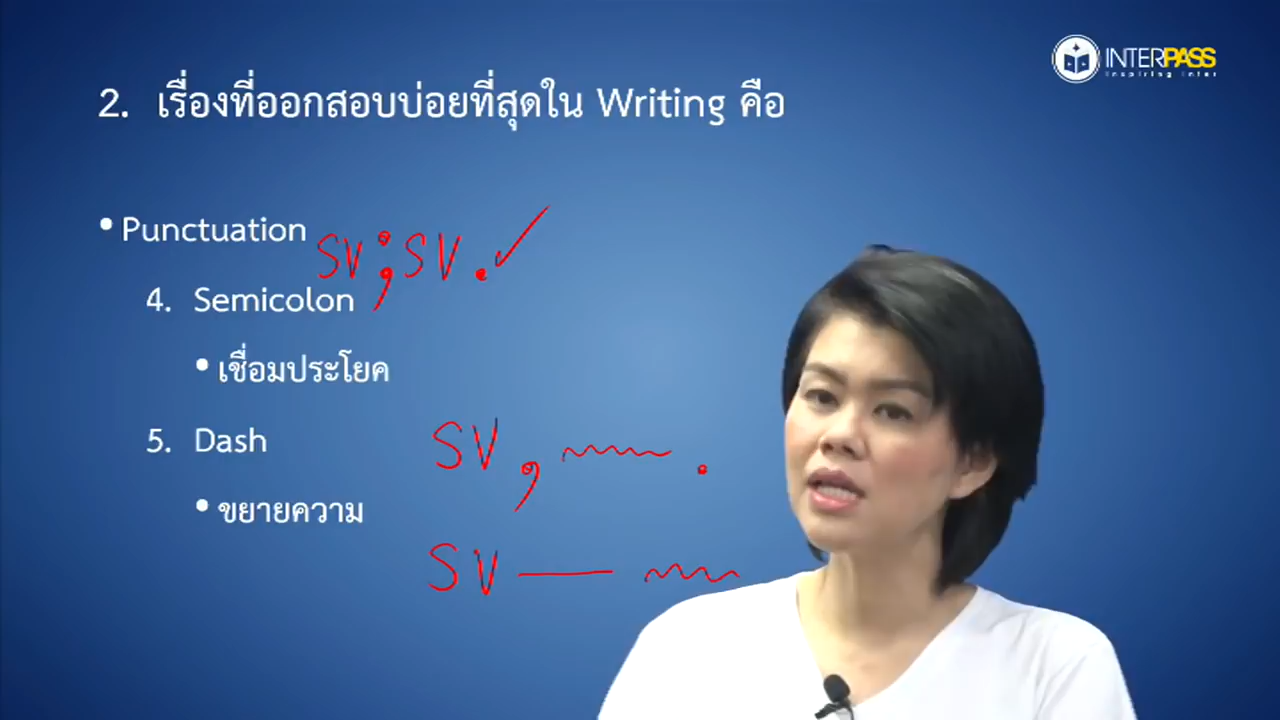 INTERPASS
Inspiring Inter
2. เรื่องที่ออกสอบบ่อยที่สุดใน Writing คือ
• Punctuation
SV ; SV .
4. Semicolon
• เชื่อมประโยค
5. Dash
SV ,
.
• ขยายความ
SV —